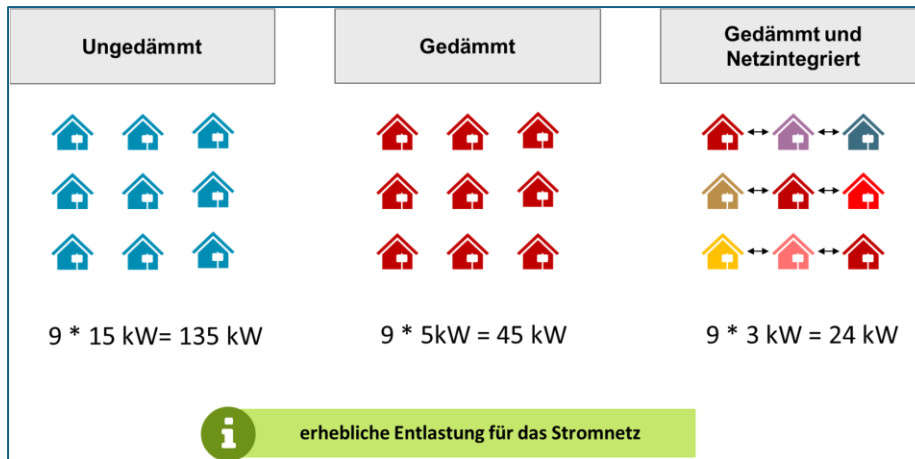 Ungedämmt
Gedämmt
Gedämmt und
Netzintegriert
9 * 15 kW= 135 kW
9 * 5kW = 45 kW
9 * 3 kW = 24 kW
i
erhebliche Entlastung für das Stromnetz